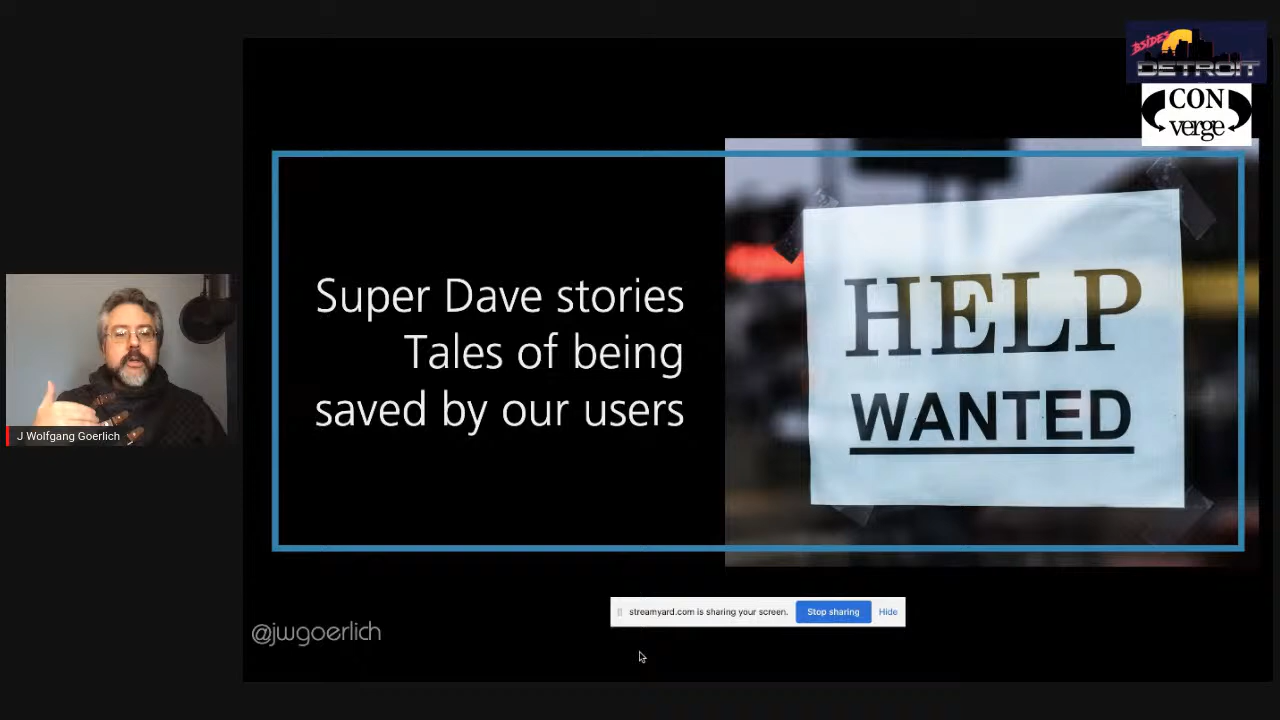 BSIDES
DETROIT
CON
verge
Super Dave stories
Tales of being
saved by our users
HELP
WANTED
J Wolfgang Goerlich
streamyard.com is sharing your screen.
Stop sharing
Hide
@jwgoerlich